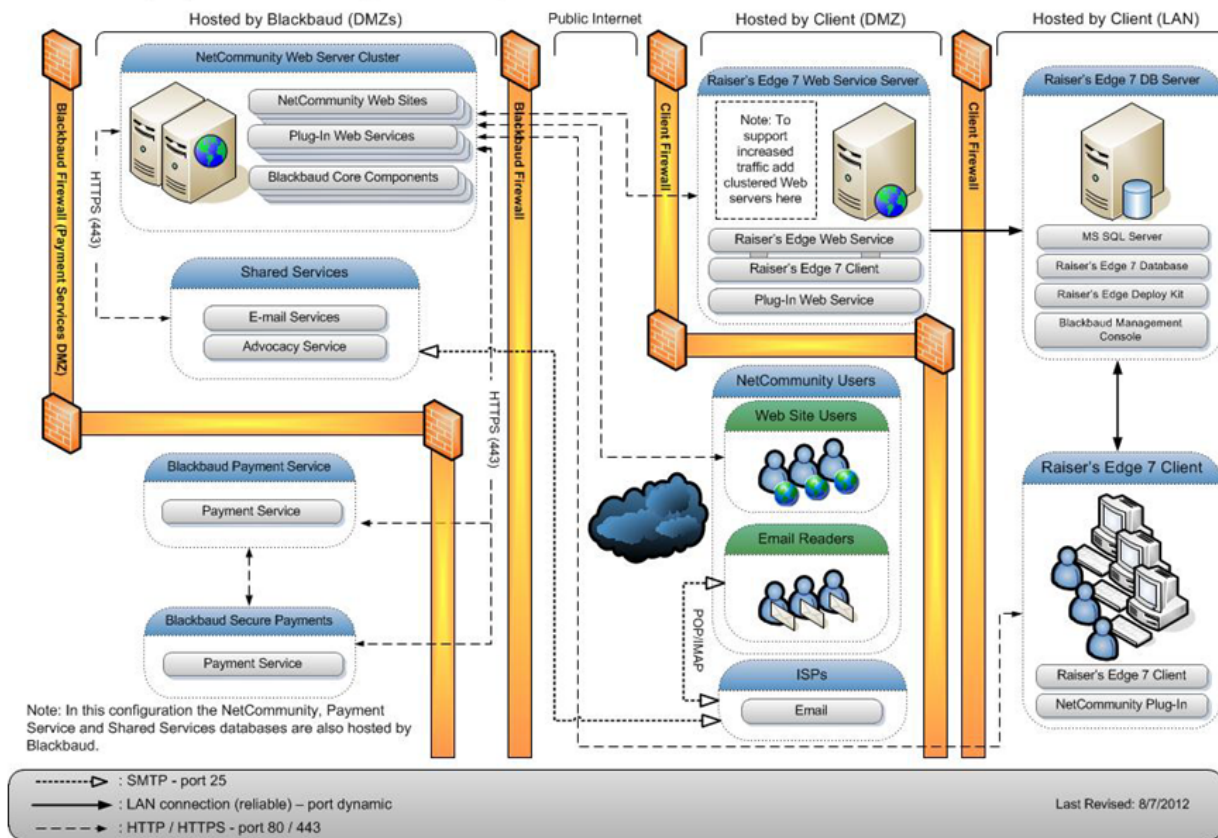 Hosted by Blackbaud (DMZs)
Public Internet
Hosted by Client (DMZ)
Hosted by Client (LAN)
Blackbaud Firewall (Payment Services DMZ)
NetCommunity Web Server Cluster
NetCommunity Web Sites
Plug-In Web Services
Blackbaud Core Components
HTTPS (443)
Shared Services
E-mail Services
Advocacy Service
HTTPS (443)
Blackbaud Payment Service
Payment Service
Blackbaud Secure Payments
Payment Service
Note: In this configuration the NetCommunity, Payment
Service and Shared Services databases are also hosted by
Blackbaud.
Blackbaud Firewall
Client Firewall
Raiser's Edge 7 Web Service Server
Note: To
support
increased
traffic add
clustered Web
servers here
Raiser's Edge Web Service
Raiser's Edge 7 Client
Plug-In Web Service
NetCommunity Users
Web Site Users
Email Readers
POP/IMAP
ISPs
Email
Client Firewall
Raiser's Edge 7 DB Server
MS SQL Server
Raiser's Edge 7 Database
Raiser's Edge Deploy Kit
Blackbaud Management
Console
Raiser's Edge 7 Client
Raiser's Edge 7 Client
NetCommunity Plug-In
: SMTP - port 25
: LAN connection (reliable) – port dynamic
: HTTP / HTTPS - port 80 / 443
Last Revised: 8/7/2012